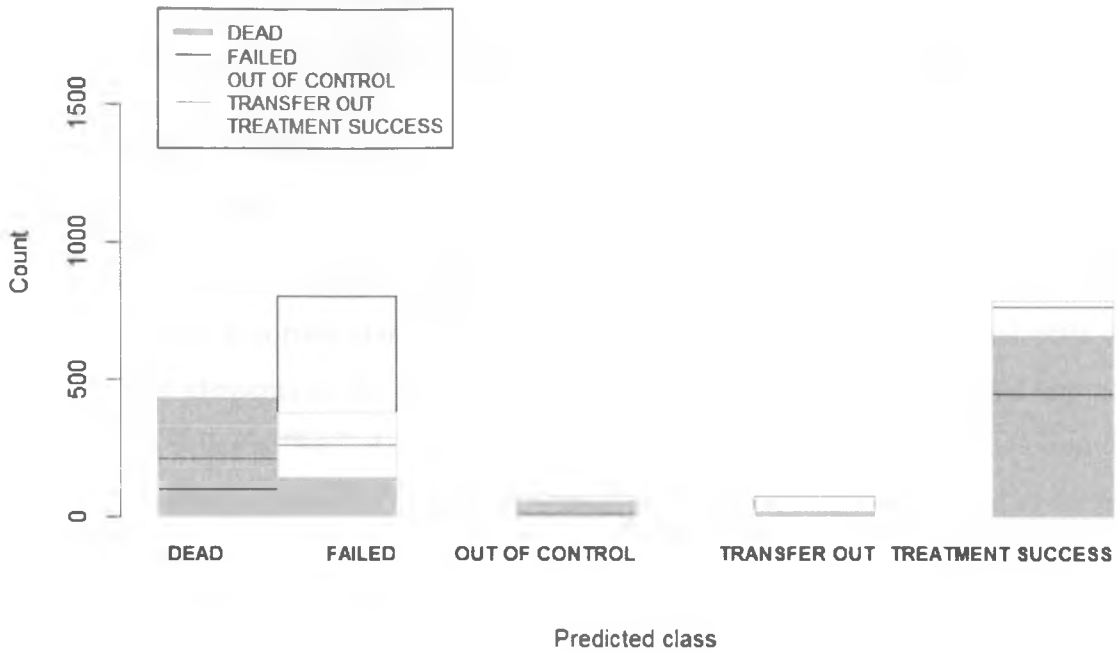 DEAD
FAILED
OUT OF CONTROL
TRANSFER OUT
TREATMENT SUCCESS
1500
1000
500
0
Count
DEAD FAILED OUT OF CONTROL TRANSFER OUT TREATMENT SUCCESS
Predicted class